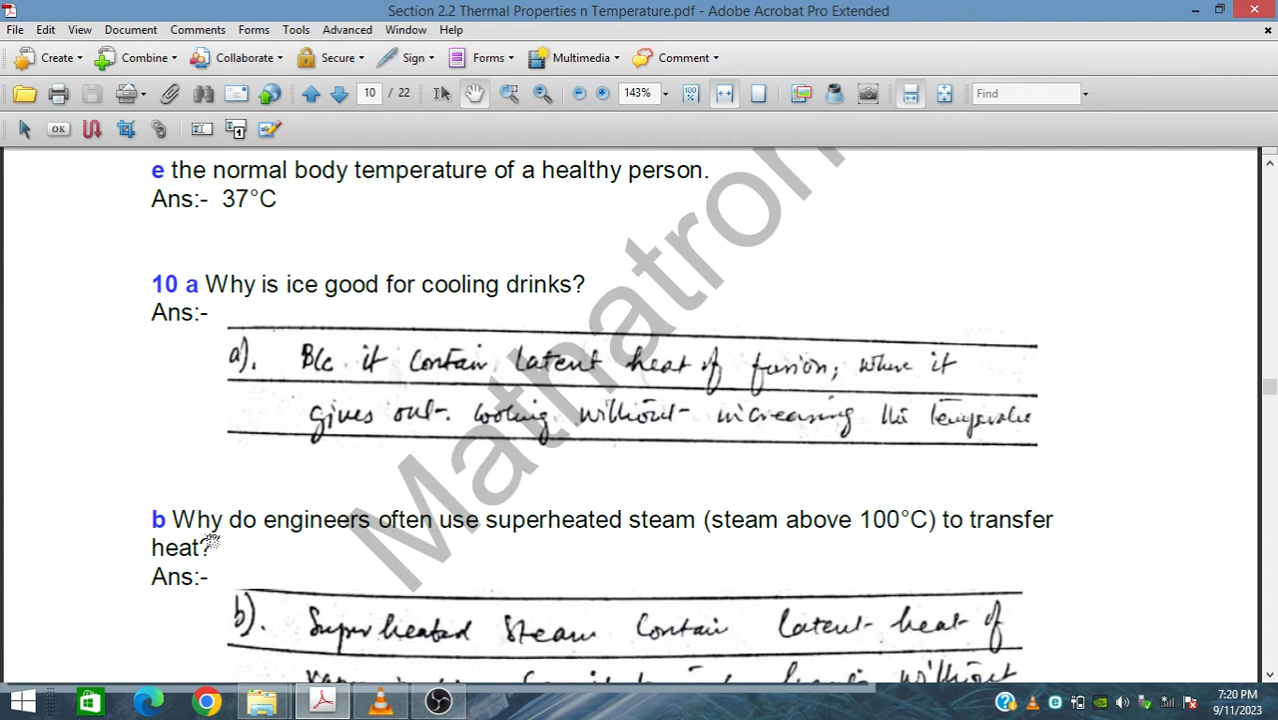 Section 2.2 Thermal Properties n Temperature.pdf - Adobe Acrobat Pro Extended
File Edit View Document Comments Forms Tools Advanced Window Help
Create Combine Collaborate Secure Sign Forms Multimedia Comment
10 / 22 143% Find
OK
e the normal body temperature of a healthy person.
Ans:- 37°C
10 a Why is ice good for cooling drinks?
Ans:-
a). B/c it contain latent heat of fusion; where it
gives out cooling without increasing the temperature
b Why do engineers often use superheated steam (steam above 100°C) to transfer
heat?
Ans:-
b). Superheated steam contain latent heat of
without
Mathatron
7:20 PM
9/11/2023